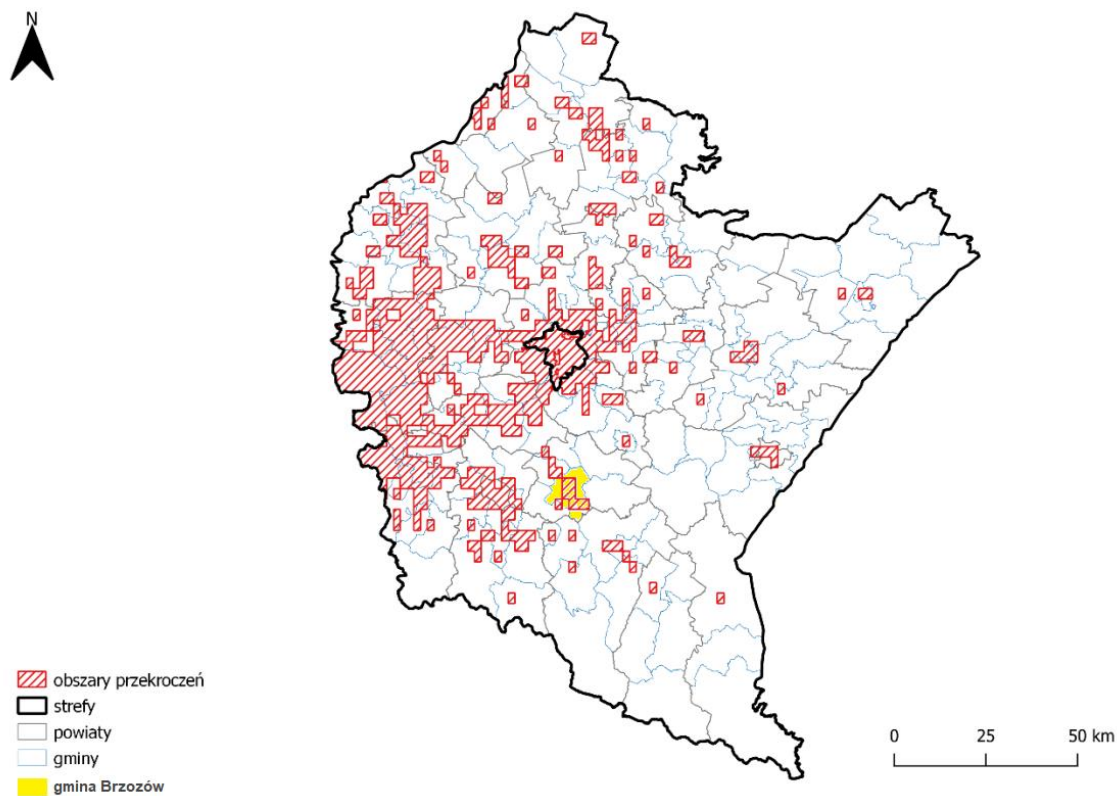 N
obszary przekroczeń
strefy
powiaty
gminy
gmina Brzozów
0 25 50 km